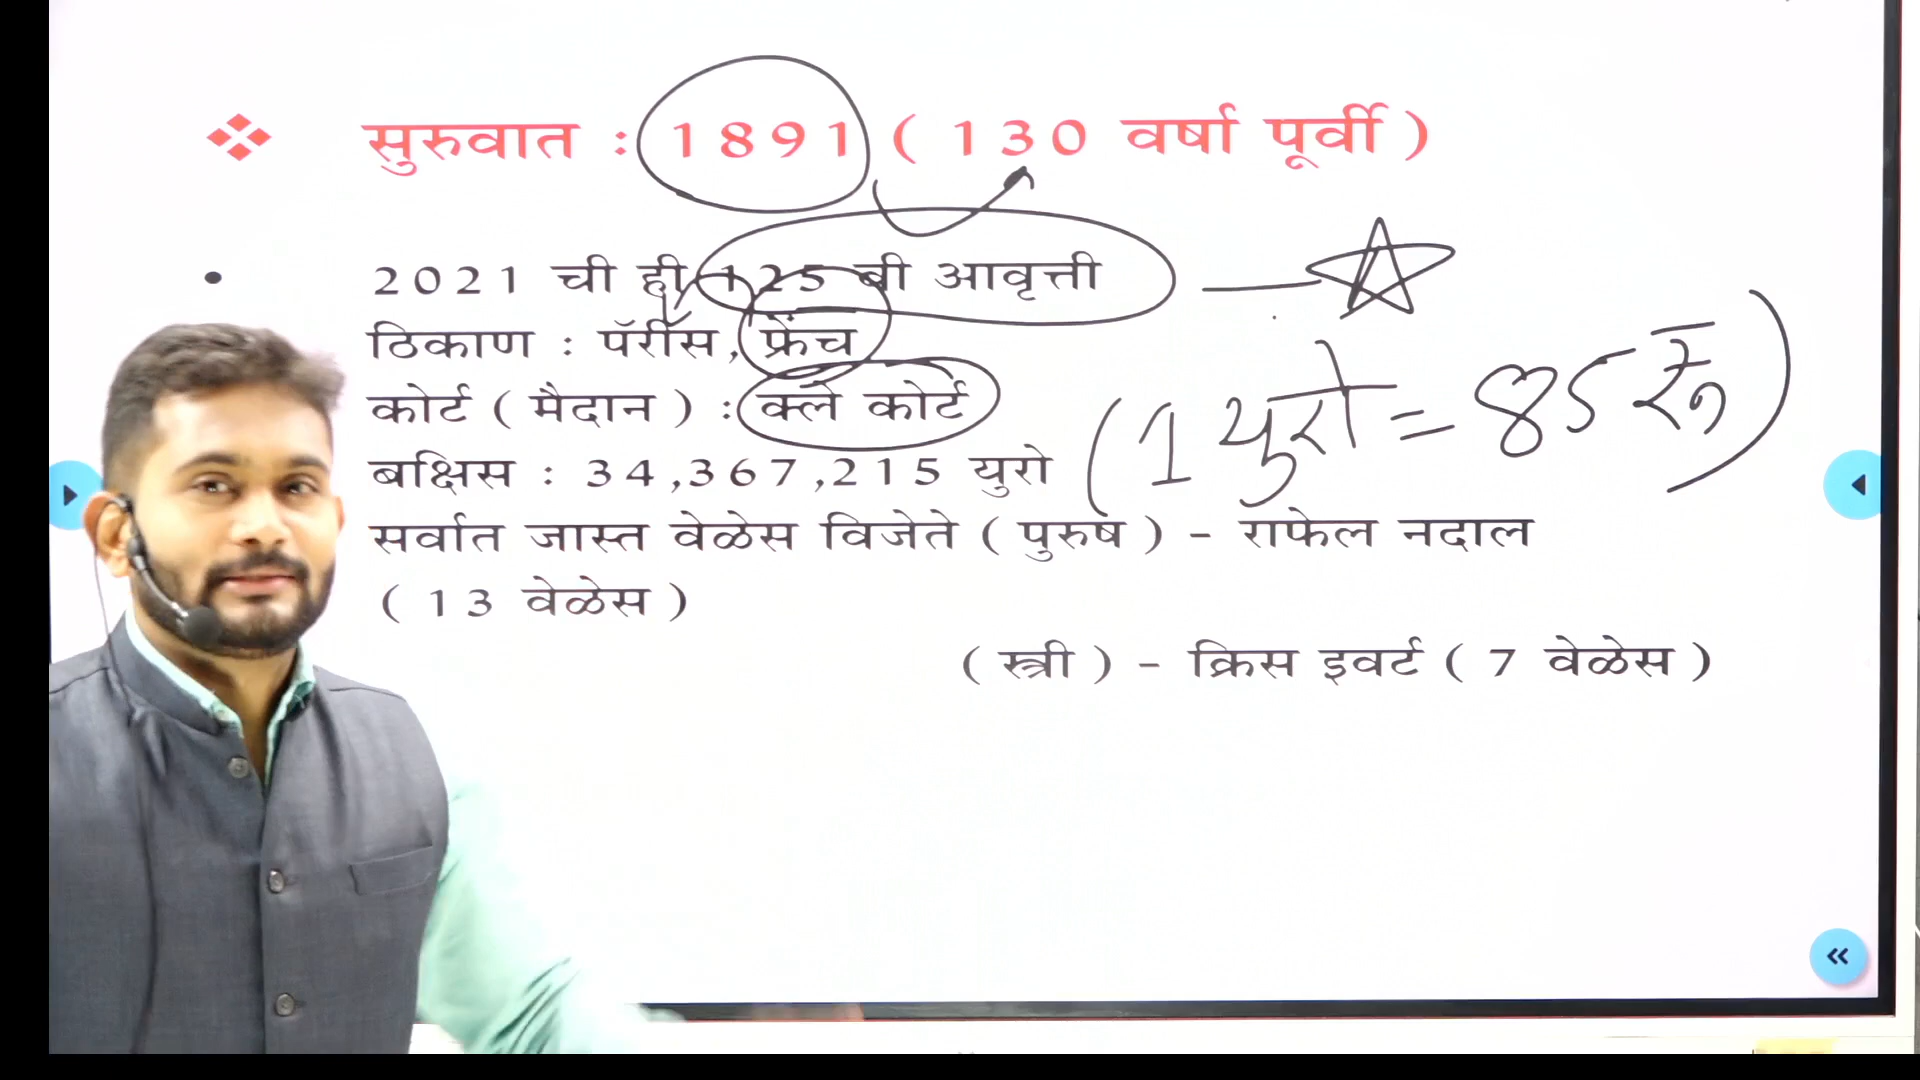 सुरुवात : 1891 ( 130 वर्षा पूर्वी )
2021 ची ही 125 वी आवृत्ती
ठिकाण : पॅरीस, फ्रेंच
कोर्ट ( मैदान ) : क्ले कोर्ट
बक्षिस : 34,367,215 युरो
(1 युरो = 85 रू)
सर्वात जास्त वेळेस विजेते ( पुरुष ) - राफेल नदाल
( 13 वेळेस )
( स्त्री ) - क्रिस इवर्ट ( 7 वेळेस )